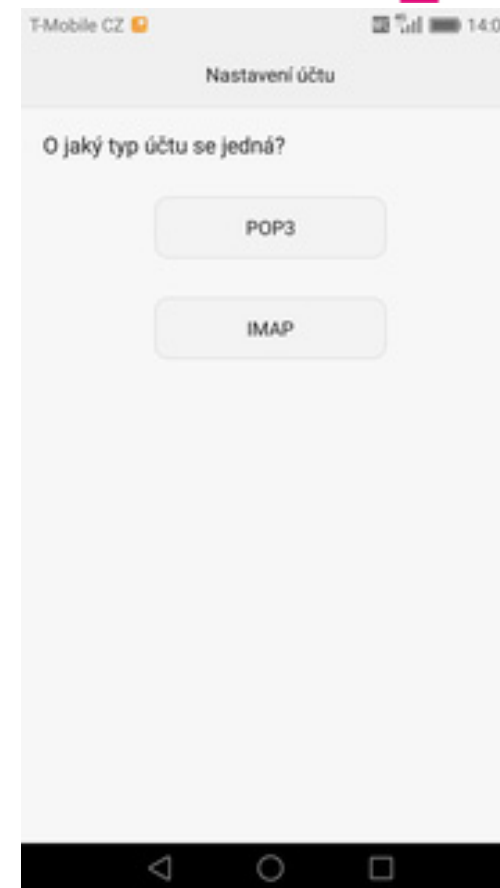 T-Mobile CZ 14:0
Nastavení účtu
O jaký typ účtu se jedná?
POP3
IMAP